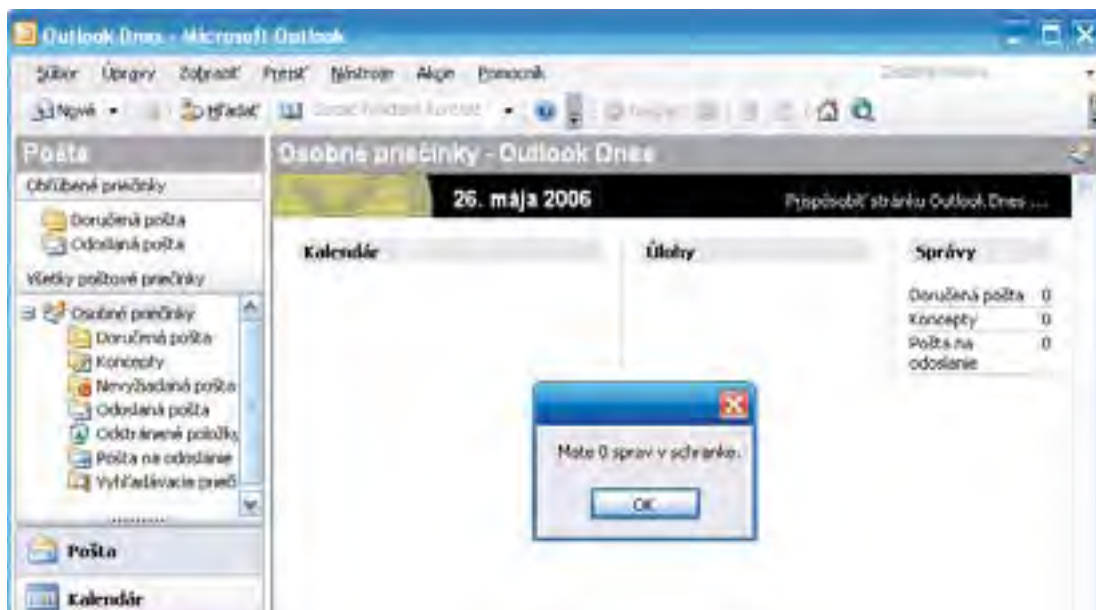 Outlook Dnes - Microsoft Outlook
Súbor Úpravy Zobraziť Prejsť Nástroje Akcie Pomocník
Nové Hľadať
Pošta
Osobné priečinky - Outlook Dnes
Obľúbené priečinky
Doručená pošta
Odoslaná pošta
Všetky poštové priečinky
Osobné priečinky
Doručená pošta
Koncepty
Nevyžiadaná pošta
Odoslaná pošta
Odstránené položky
Pošta na odoslanie
Vyhľadávacie prieč
Pošta
Kalendár
26. mája 2006
Prispôsobiť stránku Outlook Dnes ...
Kalendár
Úlohy
Správy
Doručená pošta 0
Koncepty 0
Pošta na odoslanie 0
Mate 0 sprav v schranke.
OK